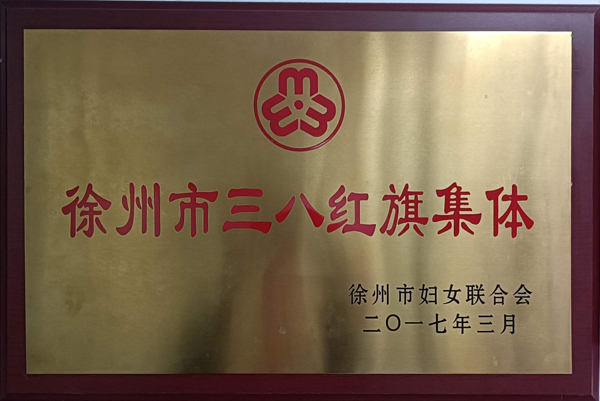 徐州市三八红旗集体
徐州市妇女联合会
二〇一七年三月